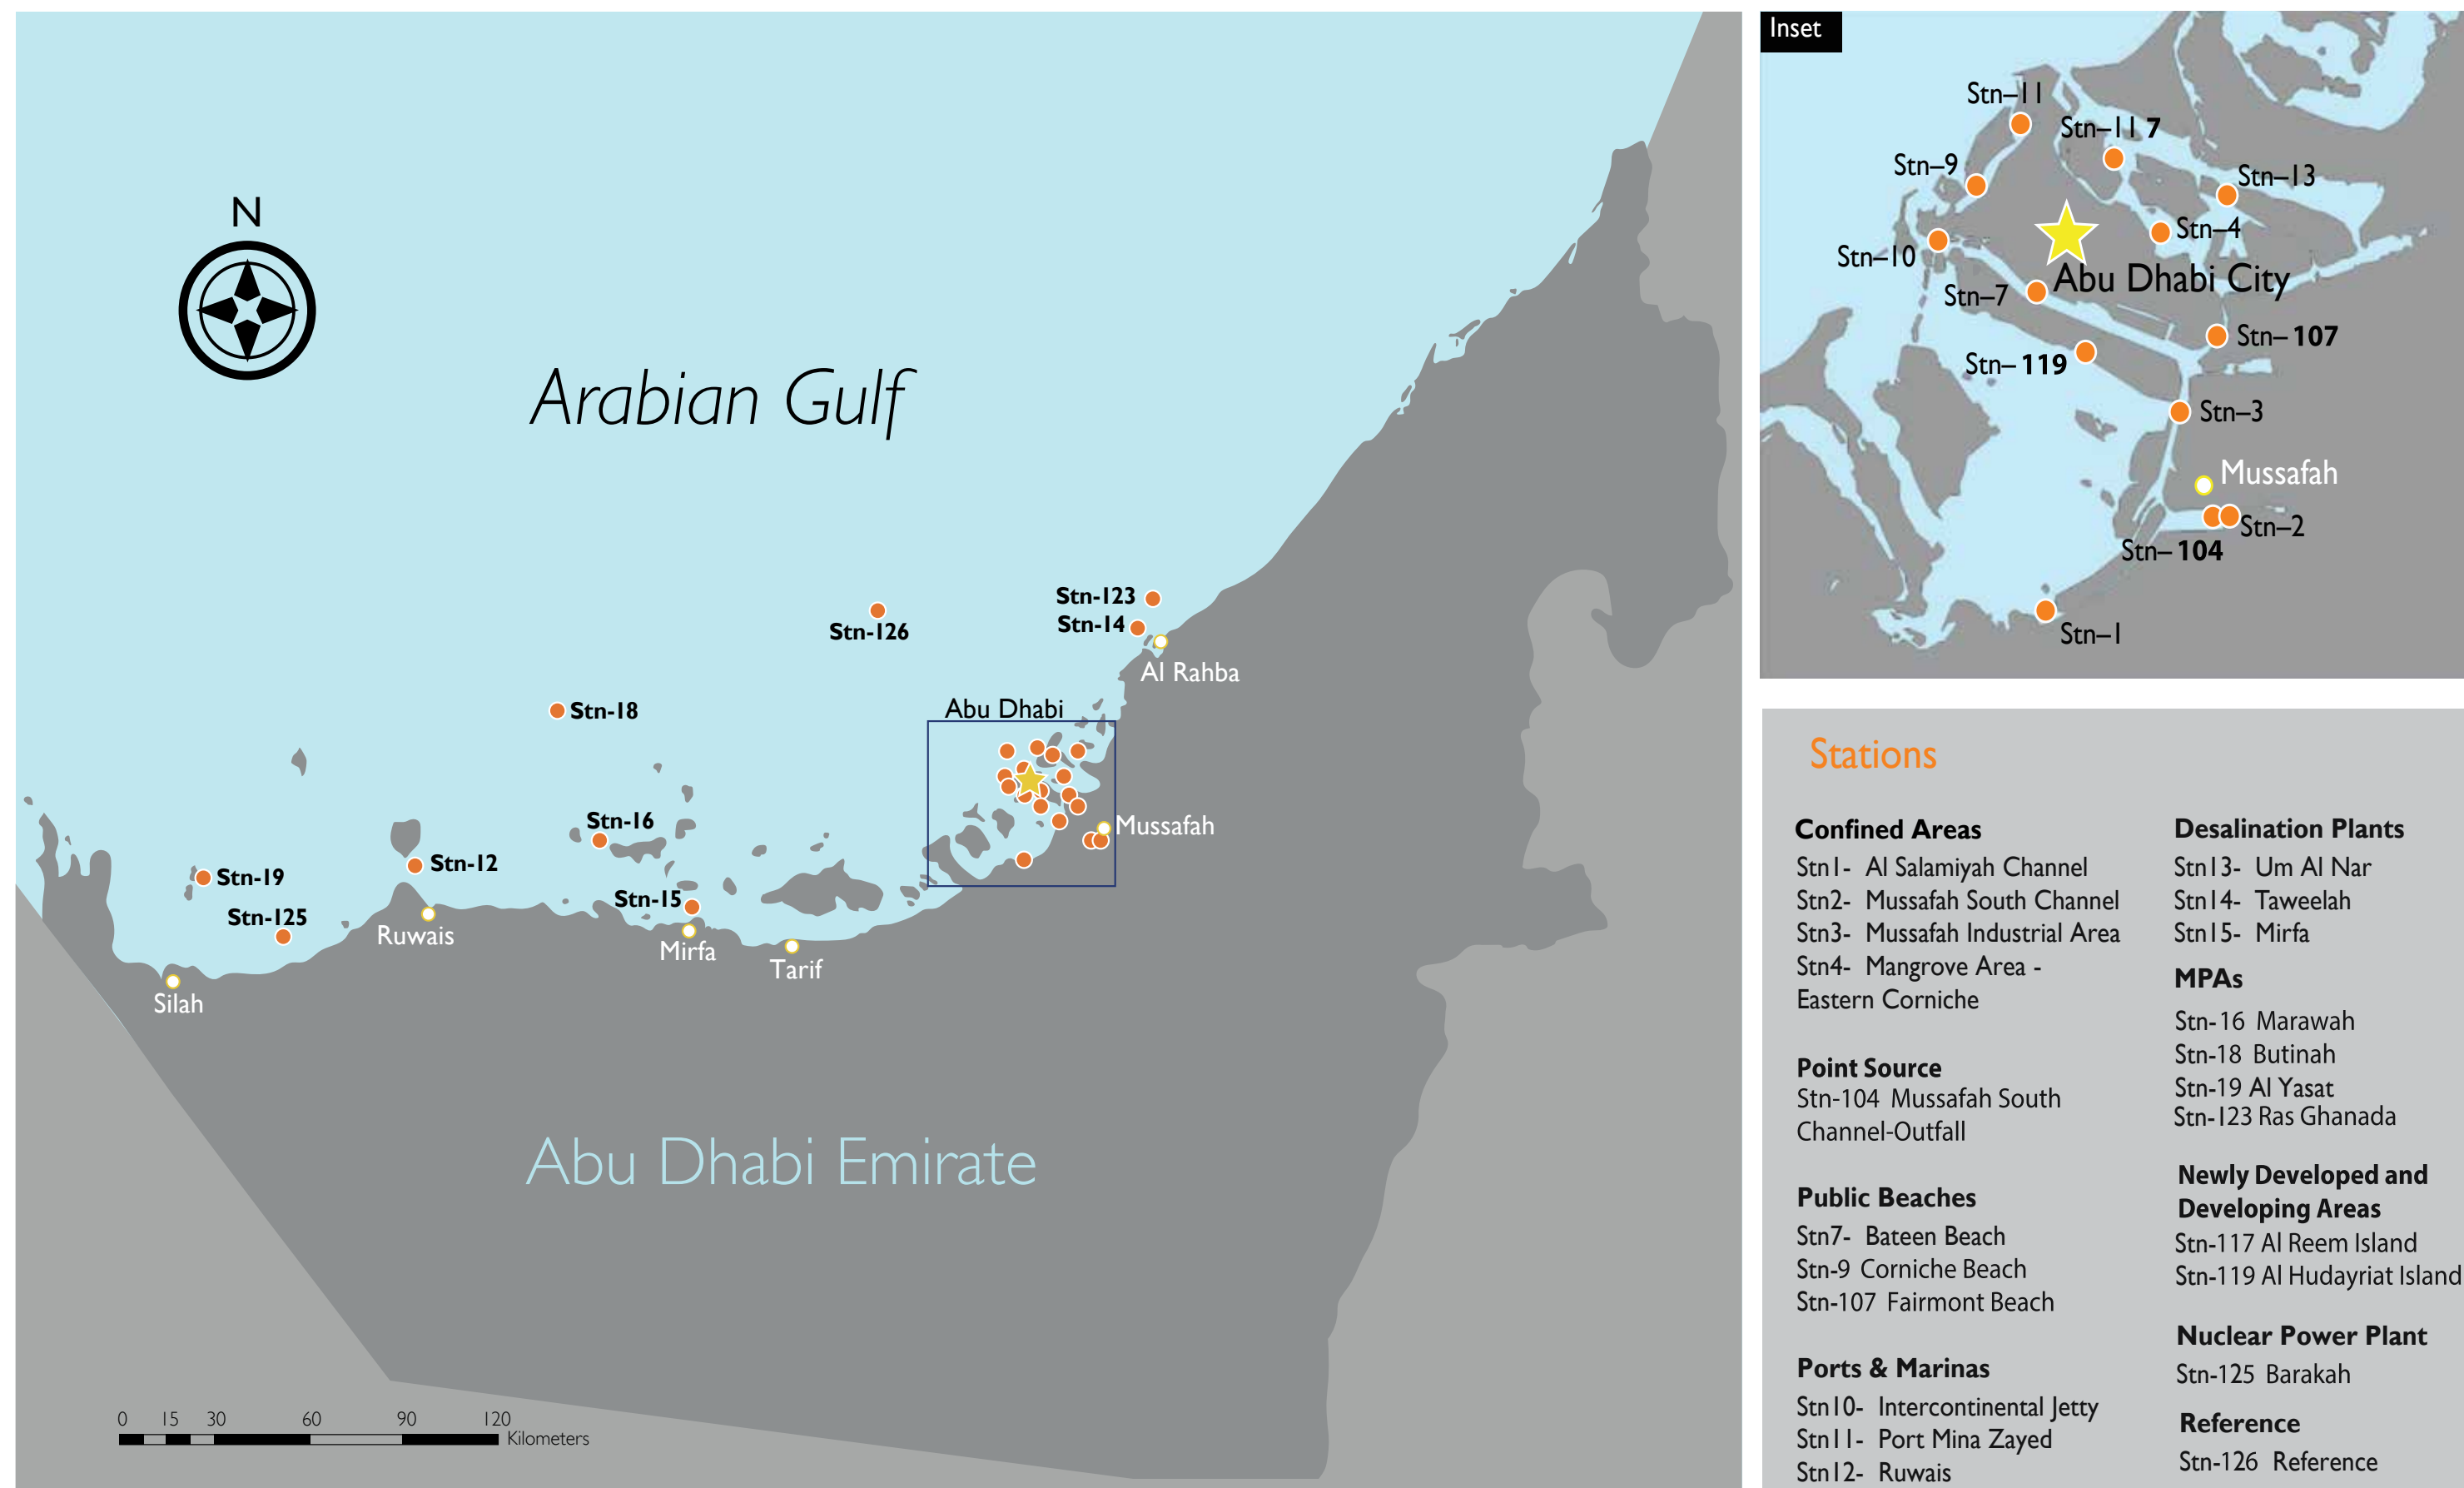 N
Arabian Gulf
Stn-123
Stn-126
Stn-14
Al Rahba
Stn-18
Abu Dhabi
Stn-16
Mussafah
Stn-12
Stn-19
Stn-15
Stn-125
Ruwais
Mirfa
Tarif
Silah
Abu Dhabi Emirate
0 15 30 60 90 120
Kilometers
Inset
Stn–11
Stn–11 7
Stn–9
Stn–13
Stn–4
Stn–10
Abu Dhabi City
Stn–7
Stn– 107
Stn– 119
Stn–3
Mussafah
Stn–2
Stn– 104
Stn–1
Stations
Confined Areas
Stn1- Al Salamiyah Channel
Stn2- Mussafah South Channel
Stn3- Mussafah Industrial Area
Stn4- Mangrove Area -
Eastern Corniche
Point Source
Stn-104 Mussafah South
Channel-Outfall
Public Beaches
Stn7- Bateen Beach
Stn-9 Corniche Beach
Stn-107 Fairmont Beach
Ports & Marinas
Stn10- Intercontinental Jetty
Stn11- Port Mina Zayed
Stn12- Ruwais
Desalination Plants
Stn13- Um Al Nar
Stn14- Taweelah
Stn15- Mirfa
MPAs
Stn-16 Marawah
Stn-18 Butinah
Stn-19 Al Yasat
Stn-123 Ras Ghanada
Newly Developed and
Developing Areas
Stn-117 Al Reem Island
Stn-119 Al Hudayriat Island
Nuclear Power Plant
Stn-125 Barakah
Reference
Stn-126 Reference